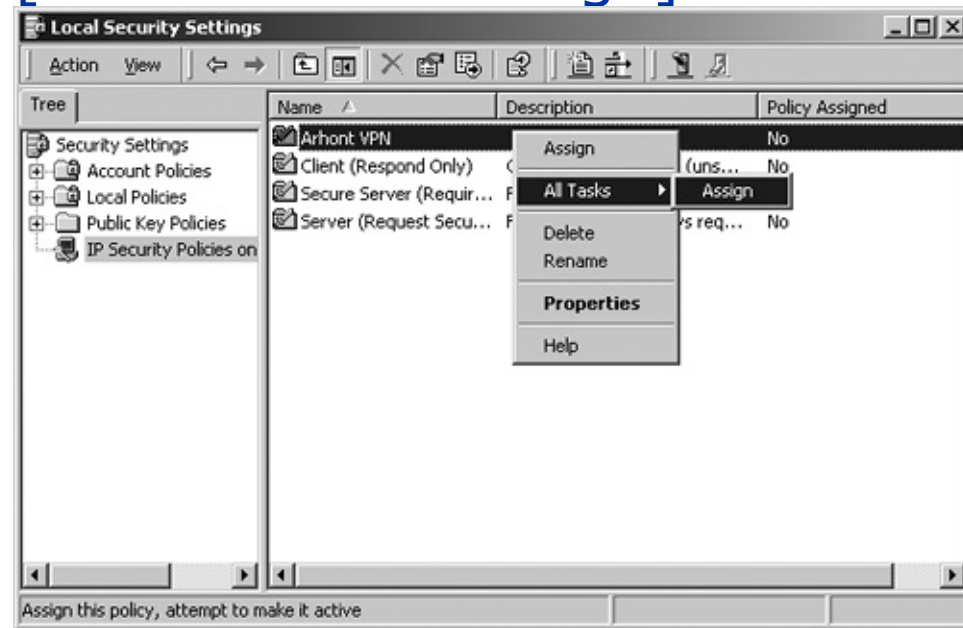 Local Security Settings
Action View
Tree
Name Description Policy Assigned
Security Settings
Account Policies
Local Policies
Public Key Policies
IP Security Policies on
Arhont VPN No
Client (Respond Only) (uns... No
Secure Server (Requir...
Server (Request Secu... req... No
Assign
All Tasks
Assign
Delete
Rename
Properties
Help
Assign this policy, attempt to make it active